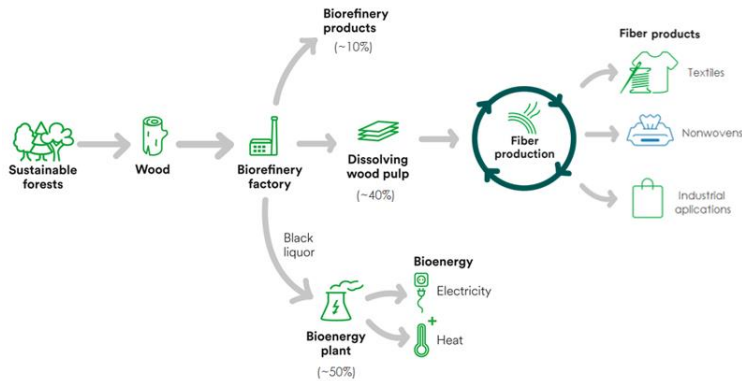 Biorefinery
products
(~10%)
Fiber products
Textiles
Sustainable
forests
Wood
Biorefinery
factory
Dissolving
wood pulp
(~40%)
Fiber
production
Nonwovens
Industrial
aplications
Black
liquor
Bioenergy
Electricity
Bioenergy
plant
(~50%)
Heat